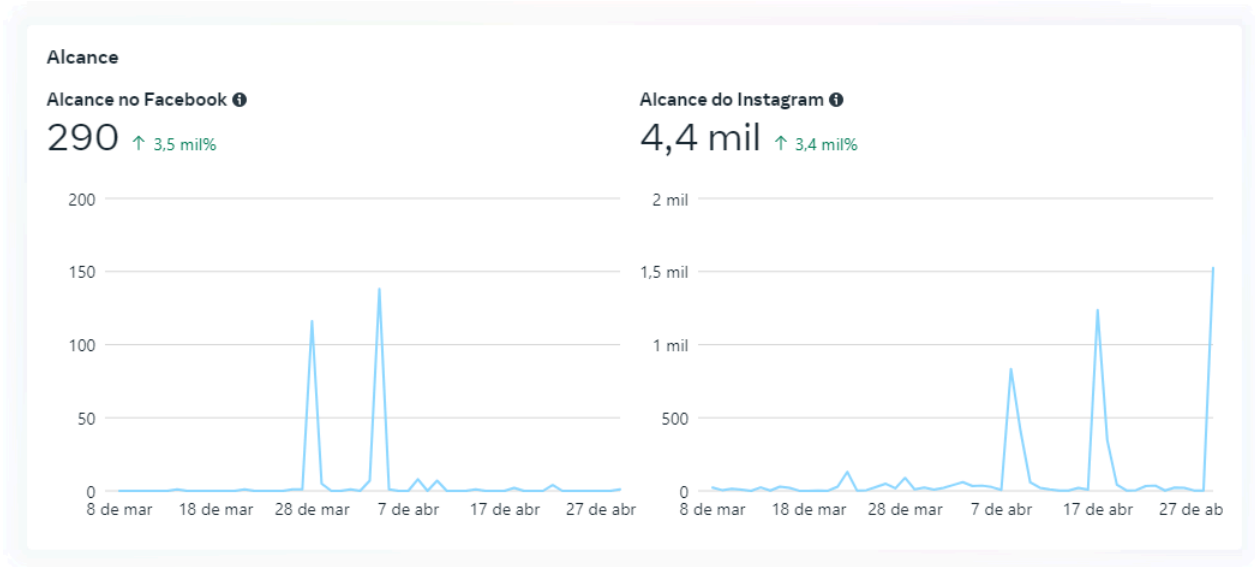 Alcance
Alcance no Facebook
290 ↑ 3,5 mil%
200
150
100
50
0
8 de mar 18 de mar 28 de mar 7 de abr 17 de abr 27 de abr
Alcance do Instagram
4,4 mil ↑ 3,4 mil%
2 mil
1,5 mil
1 mil
500
0
8 de mar 18 de mar 28 de mar 7 de abr 17 de abr 27 de ab